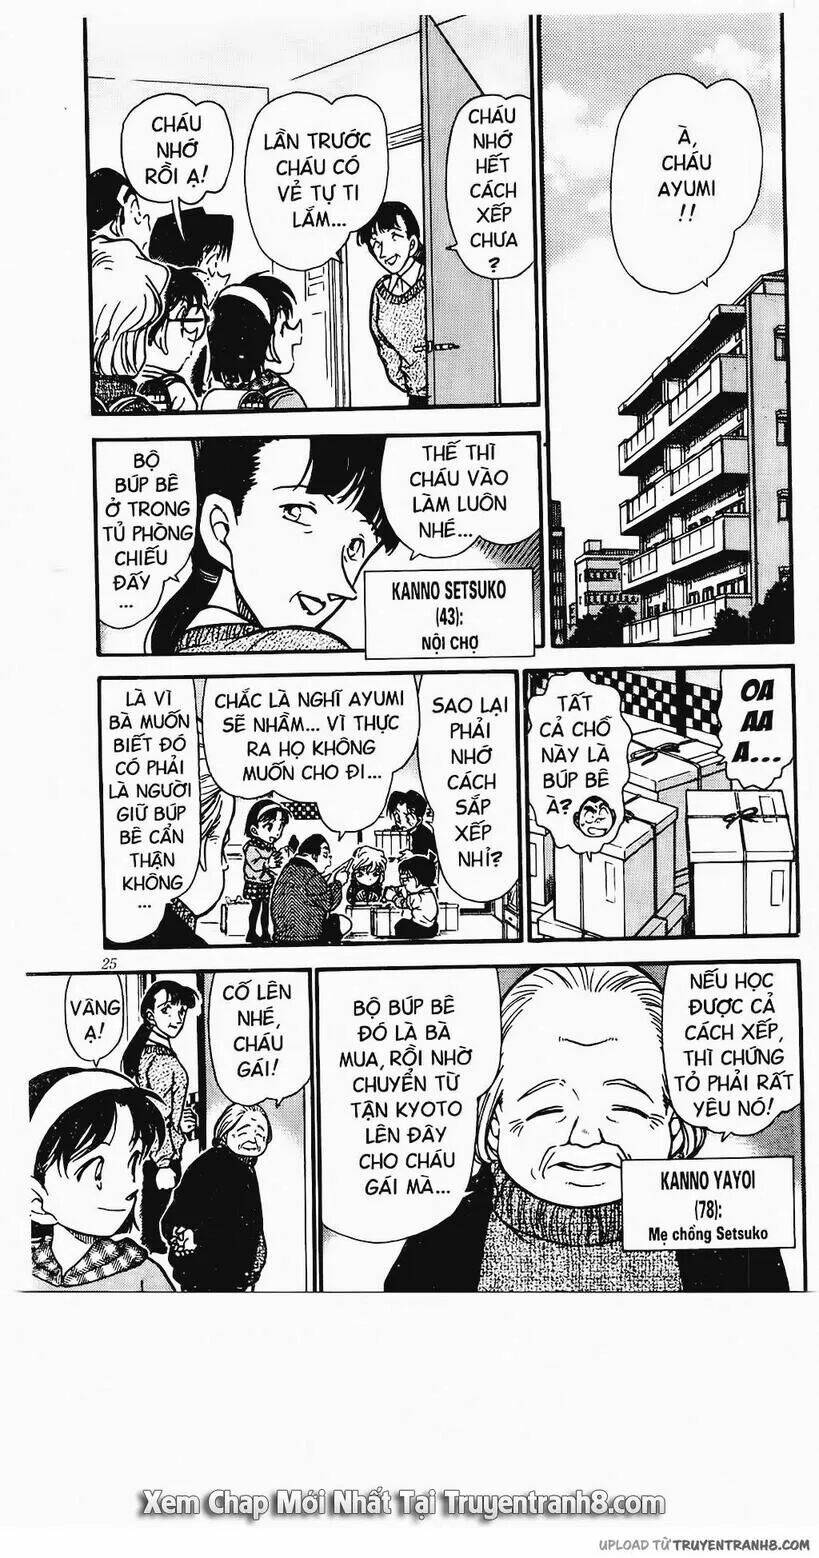 À,
CHÁU
AYUMI
!!
CHÁU
NHỚ
HẾT
CÁCH
XẾP
CHƯA
?
LẦN TRƯỚC
CHÁU CÓ
VẺ TỰ TI
LẮM...
CHÁU
NHỚ
RỒI Ạ!
THẾ THÌ
CHÁU VÀO
LÀM LUÔN
NHÉ...
KANNO SETSUKO
(43):
NỘI CHỢ
BỘ
BÚP BÊ
Ở TRONG
TỦ PHÒNG
CHIẾU
ĐẤY
...
OA
AA
A...
TẤT
CẢ CHỖ
NÀY LÀ
BÚP BÊ
À?
SAO LẠI
PHẢI
NHỚ
CÁCH
SẮP
XẾP
NHỈ?
CHẮC LÀ NGHĨ AYUMI
SẼ NHẦM... VÌ THỰC
RA HỌ KHÔNG
MUỐN CHO ĐI...
LÀ VÌ
BÀ MUỐN
BIẾT ĐÓ
CÓ PHẢI
LÀ NGƯỜI
GIỮ BÚP
BÊ CẨN
THẬN
KHÔNG
...
25
NẾU HỌC
ĐƯỢC CẢ
CÁCH XẾP,
THÌ CHỨNG
TỎ PHẢI RẤT
YÊU NÓ!
KANNO YAYOI
(78):
Mẹ chồng Setsuko
BỘ BÚP BÊ
ĐÓ LÀ BÀ
MUA, RỒI NHỜ
CHUYỂN TỪ
TẬN KYOTO
LÊN ĐÂY
CHO CHÁU
GÁI MÀ...
CỐ LÊN
NHÉ,
CHÁU
GÁI!
VÂNG
Ạ!
Xem Chap Mới Nhất Tại Truyentranh8.com
UPLOAD TỪ TRUYENTRANH8.COM